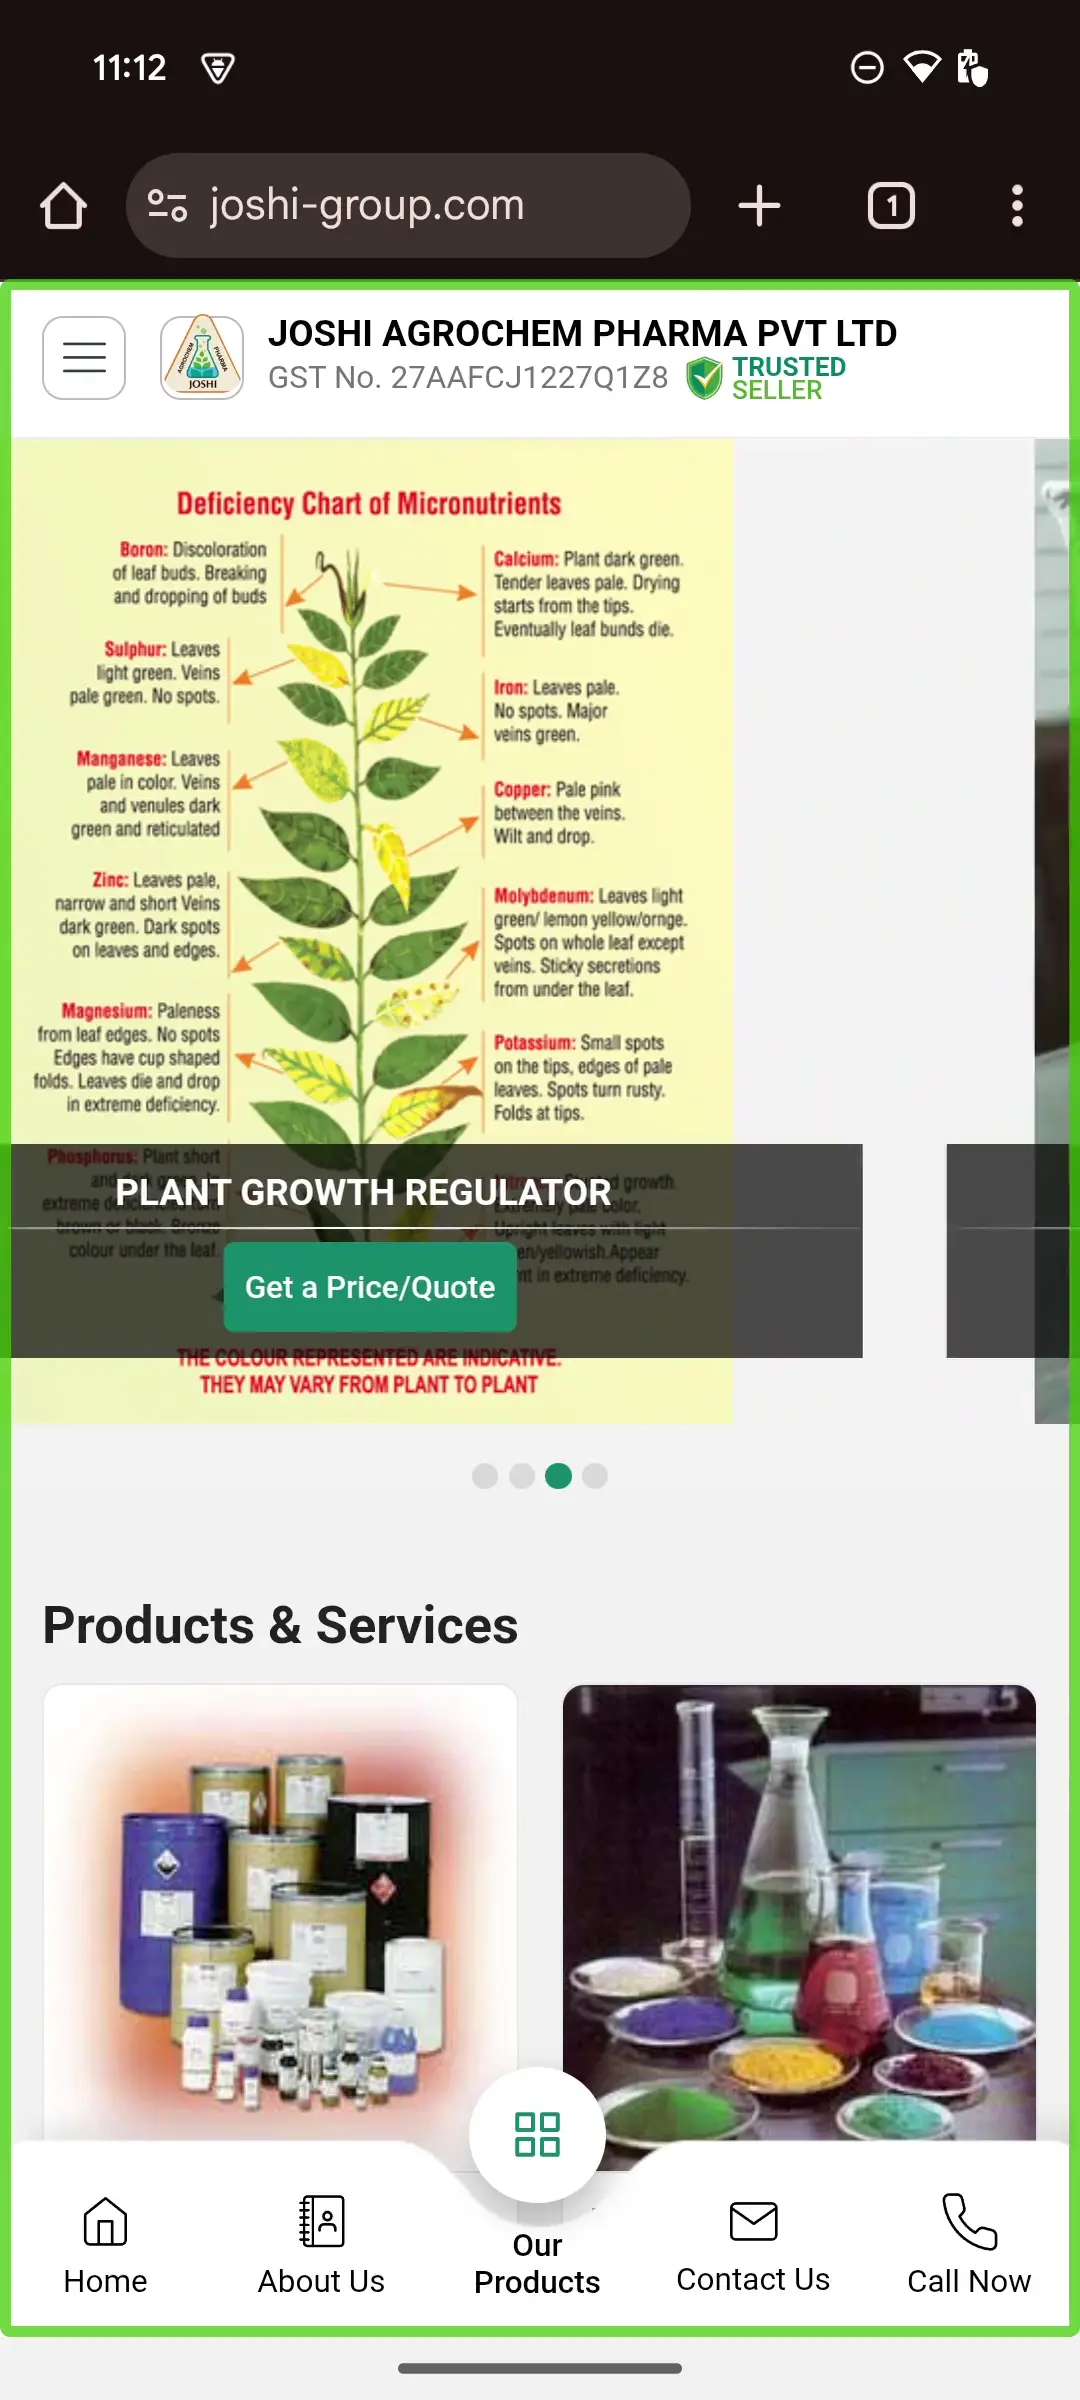 11:12
joshi-group.com
1
JOSHI AGROCHEM PHARMA PVT LTD
GST No. 27AAFCJ1227Q1Z8
TRUSTED
SELLER
AGROCHEM
PHARMA
JOSHI
Deficiency Chart of Micronutrients
Boron: Discoloration
of leaf buds. Breaking
and dropping of buds
Sulphur: Leaves
light green. Veins
pale green. No spots.
Manganese: Leaves
pale in color. Veins
and venules dark
green and reticulated
Zinc: Leaves pale,
narrow and short Veins
dark green. Dark spots
on leaves and edges.
Magnesium: Paleness
from leaf edges. No spots
Edges have cup shaped
folds. Leaves die and drop
in extreme deficiency.
Phosphorus: Plant short
extreme deficiencies turn
brown or black. Bronze
colour under the leaf.
Calcium: Plant dark green.
Tender leaves pale. Drying
starts from the tips.
Eventually leaf bunds die.
Iron: Leaves pale.
No spots. Major
veins green.
Copper: Pale pink
between the veins.
Wilt and drop.
Molybdenum: Leaves light
green/ lemon yellow/ornge.
Spots on whole leaf except
veins. Sticky secretions
from under the leaf.
Potassium: Small spots
on the tips, edges of pale
leaves. Spots turn rusty.
Folds at tips.
growth.
Extremely pale color.
Upright leaves with light
en/yellowish.Appear
nt in extreme deficiency.
PLANT GROWTH REGULATOR
Get a Price/Quote
THE COLOUR REPRESENTED ARE INDICATIVE.
THEY MAY VARY FROM PLANT TO PLANT
Products & Services
Home
About Us
Our
Products
Contact Us
Call Now